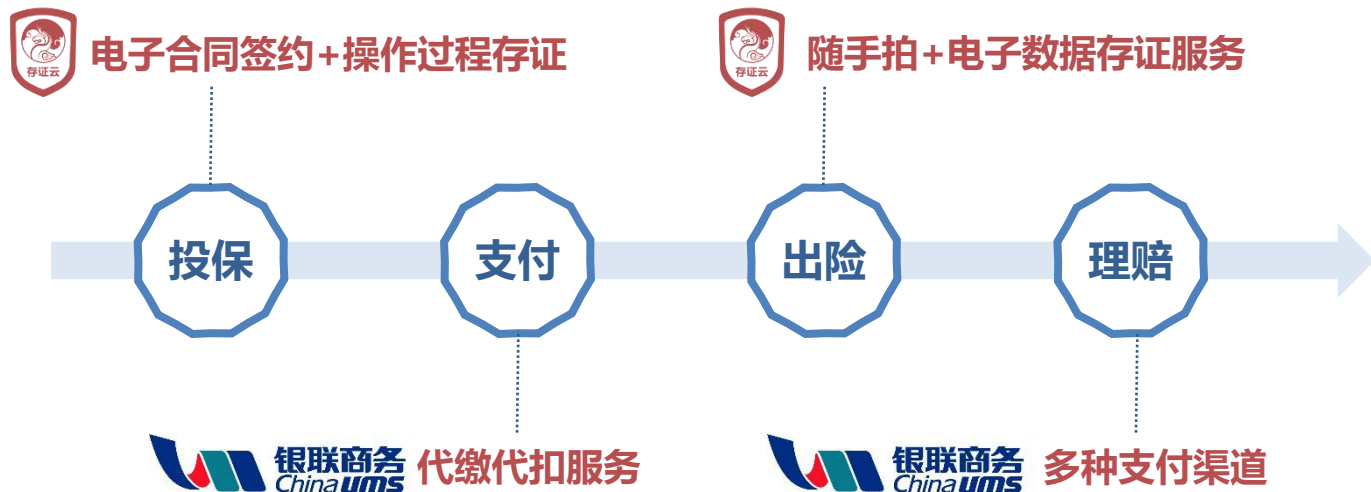 存证云
电子合同签约+操作过程存证
存证云
随手拍+电子数据存证服务
投保
支付
出险
理赔
银联商务
China ums
代缴代扣服务
银联商务
China ums
多种支付渠道